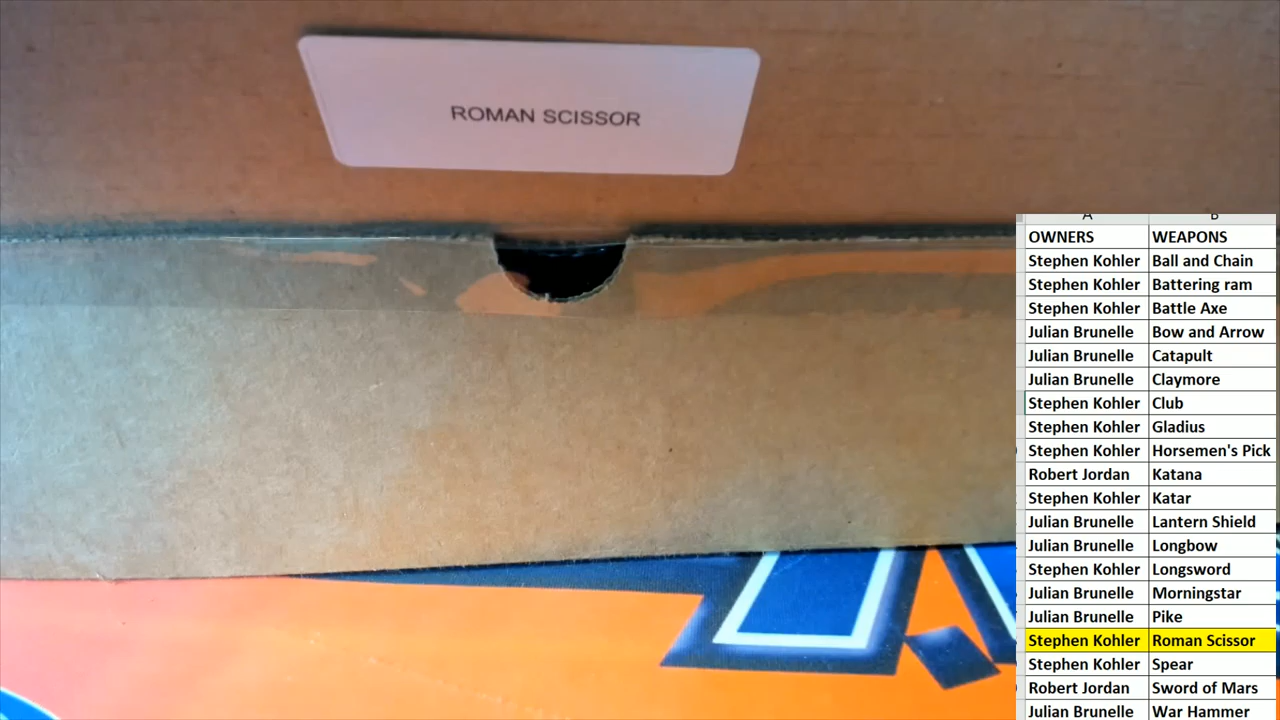 ROMAN SCISSOR
A B
OWNERS WEAPONS
Stephen Kohler Ball and Chain
Stephen Kohler Battering ram
Stephen Kohler Battle Axe
Julian Brunelle Bow and Arrow
Julian Brunelle Catapult
Julian Brunelle Claymore
Stephen Kohler Club
Stephen Kohler Gladius
Stephen Kohler Horsemen's Pick
Robert Jordan Katana
Stephen Kohler Katar
Julian Brunelle Lantern Shield
Julian Brunelle Longbow
Stephen Kohler Longsword
Julian Brunelle Morningstar
Julian Brunelle Pike
Stephen Kohler Roman Scissor
Stephen Kohler Spear
Robert Jordan Sword of Mars
Julian Brunelle War Hammer